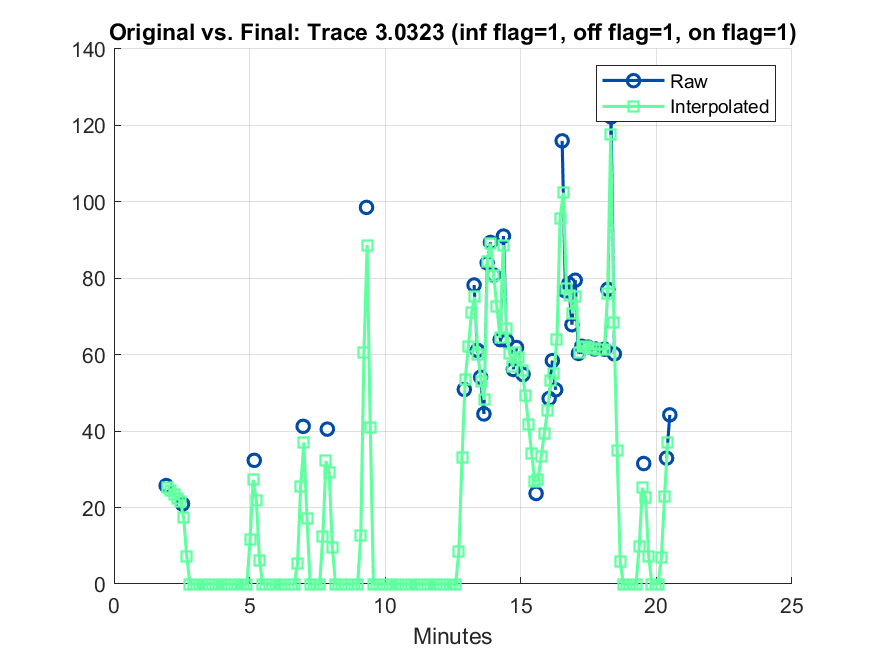 Original vs. Final: Trace 3.0323 (inf flag=1, off flag=1, on flag=1)
140
120
100
80
60
40
20
0
Raw
Interpolated
0 5 10 15 20 25
Minutes